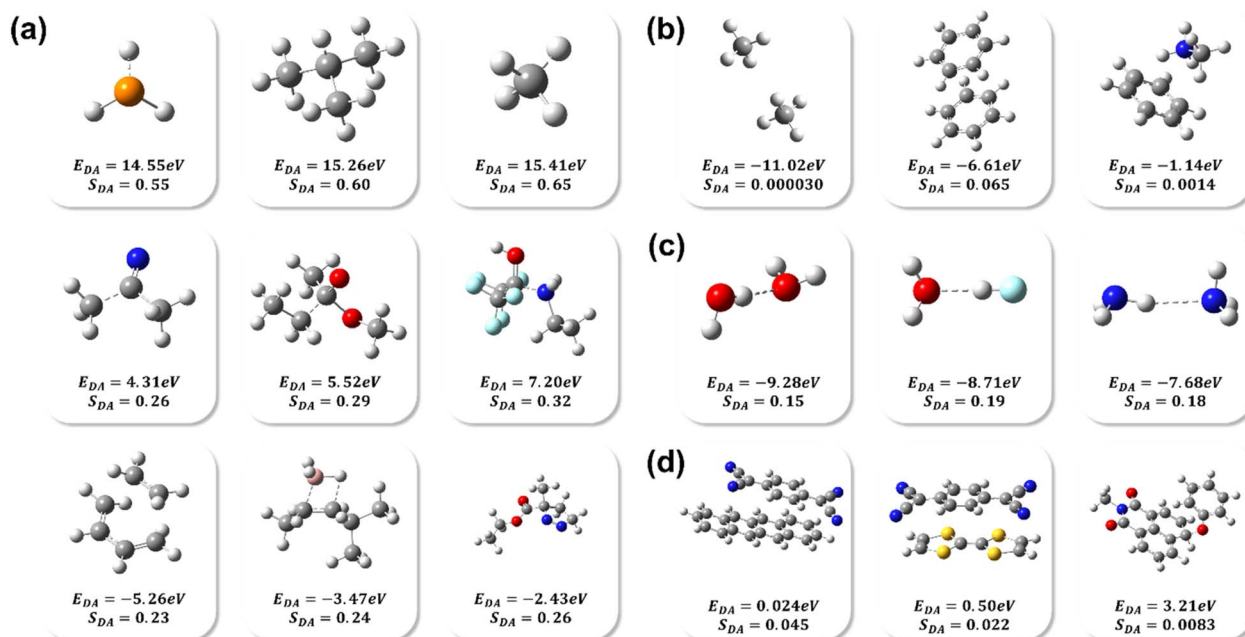 (a)
E_DA = 14.55eV
S_DA = 0.55
E_DA = 15.26eV
S_DA = 0.60
E_DA = 15.41eV
S_DA = 0.65
E_DA = 4.31eV
S_DA = 0.26
E_DA = 5.52eV
S_DA = 0.29
E_DA = 7.20eV
S_DA = 0.32
E_DA = −5.26eV
S_DA = 0.23
E_DA = −3.47eV
S_DA = 0.24
E_DA = −2.43eV
S_DA = 0.26
(b)
E_DA = −11.02eV
S_DA = 0.000030
E_DA = −6.61eV
S_DA = 0.065
E_DA = −1.14eV
S_DA = 0.0014
(c)
E_DA = −9.28eV
S_DA = 0.15
E_DA = −8.71eV
S_DA = 0.19
E_DA = −7.68eV
S_DA = 0.18
(d)
E_DA = 0.024eV
S_DA = 0.045
E_DA = 0.50eV
S_DA = 0.022
E_DA = 3.21eV
S_DA = 0.0083